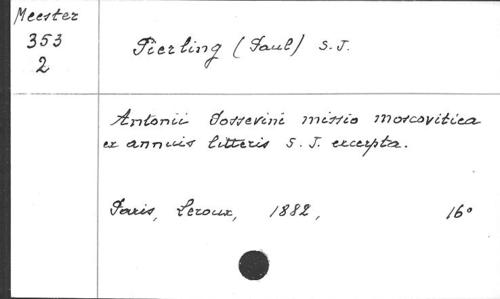 Meester
353
2
Pierling (Paul) S.J.
Antonii Possevini missio moscovitica
ex annuis litteris S.J. excerpta.
Paris, Leroux, 1882, 16°